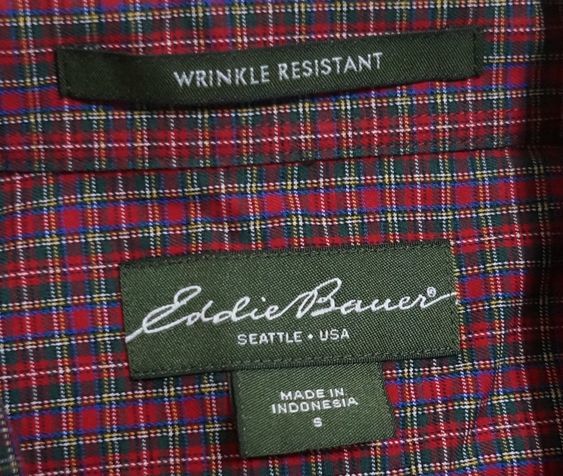 WRINKLE RESISTANT
Eddie Bauer®
SEATTLE • USA
MADE IN
INDONESIA
S